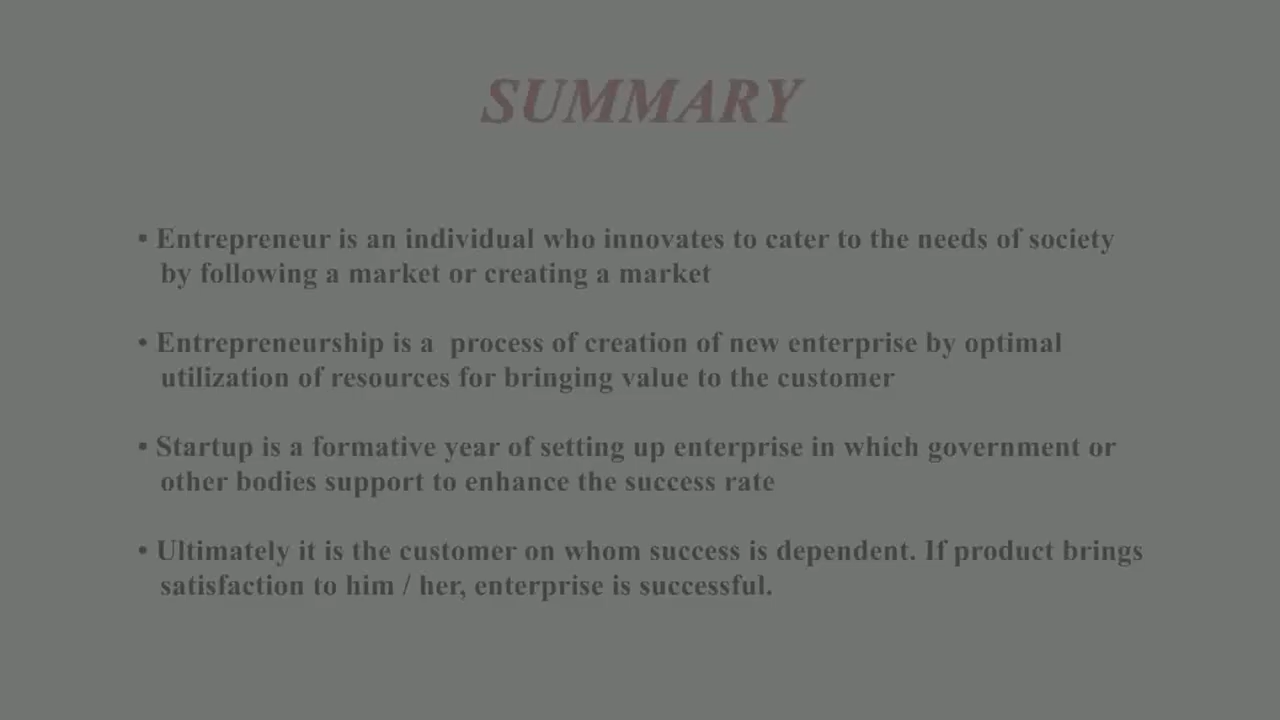 SUMMARY
• Entrepreneur is an individual who innovates to cater to the needs of society
by following a market or creating a market
• Entrepreneurship is a  process of creation of new enterprise by optimal
utilization of resources for bringing value to the customer
• Startup is a formative year of setting up enterprise in which government or
other bodies support to enhance the success rate
• Ultimately it is the customer on whom success is dependent. If product brings
satisfaction to him / her, enterprise is successful.